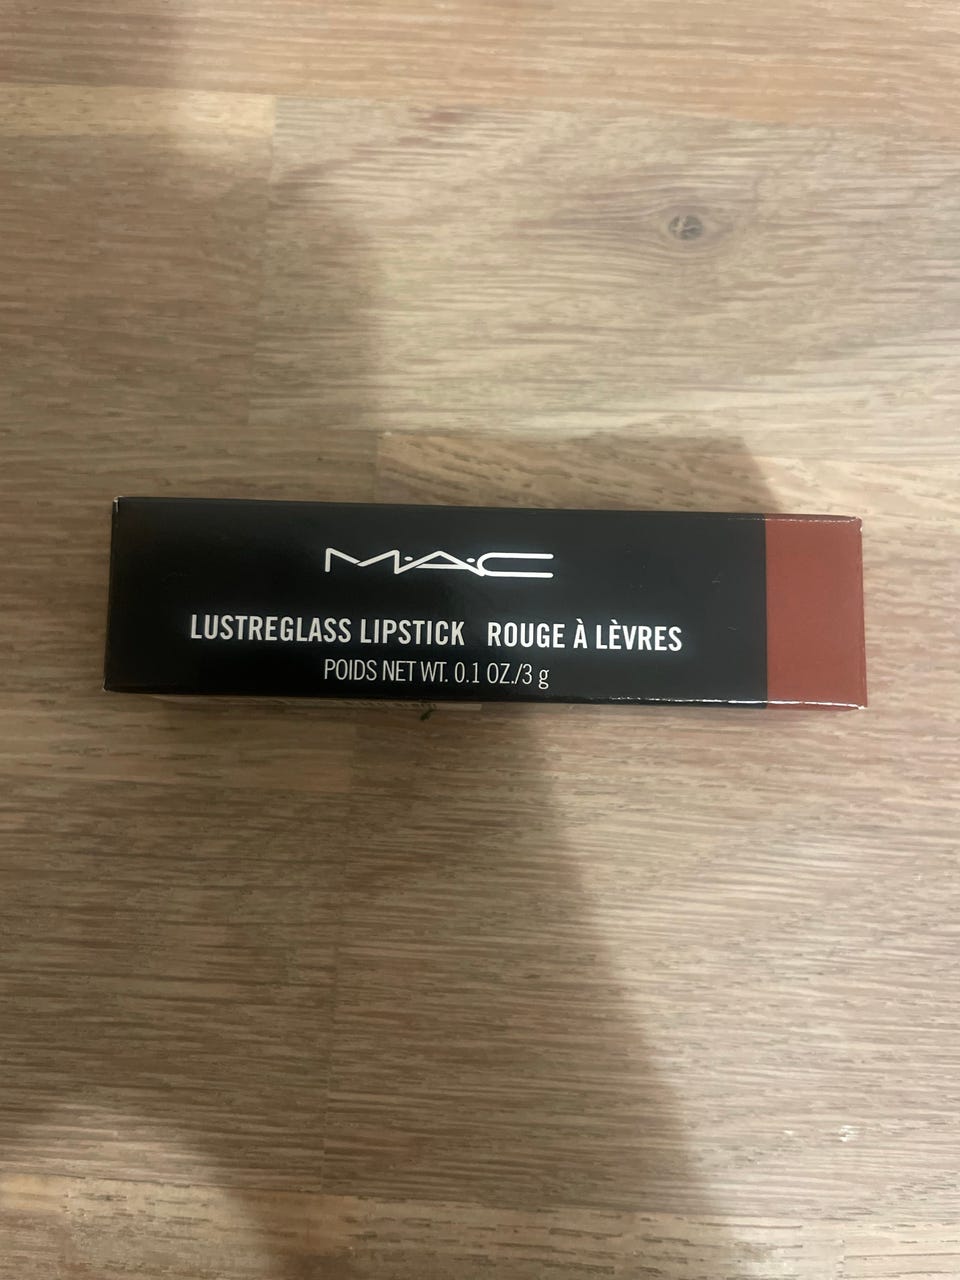 M·A·C
LUSTREGLASS LIPSTICK ROUGE À LÈVRES
POIDS NET WT. 0.1 OZ./3 g